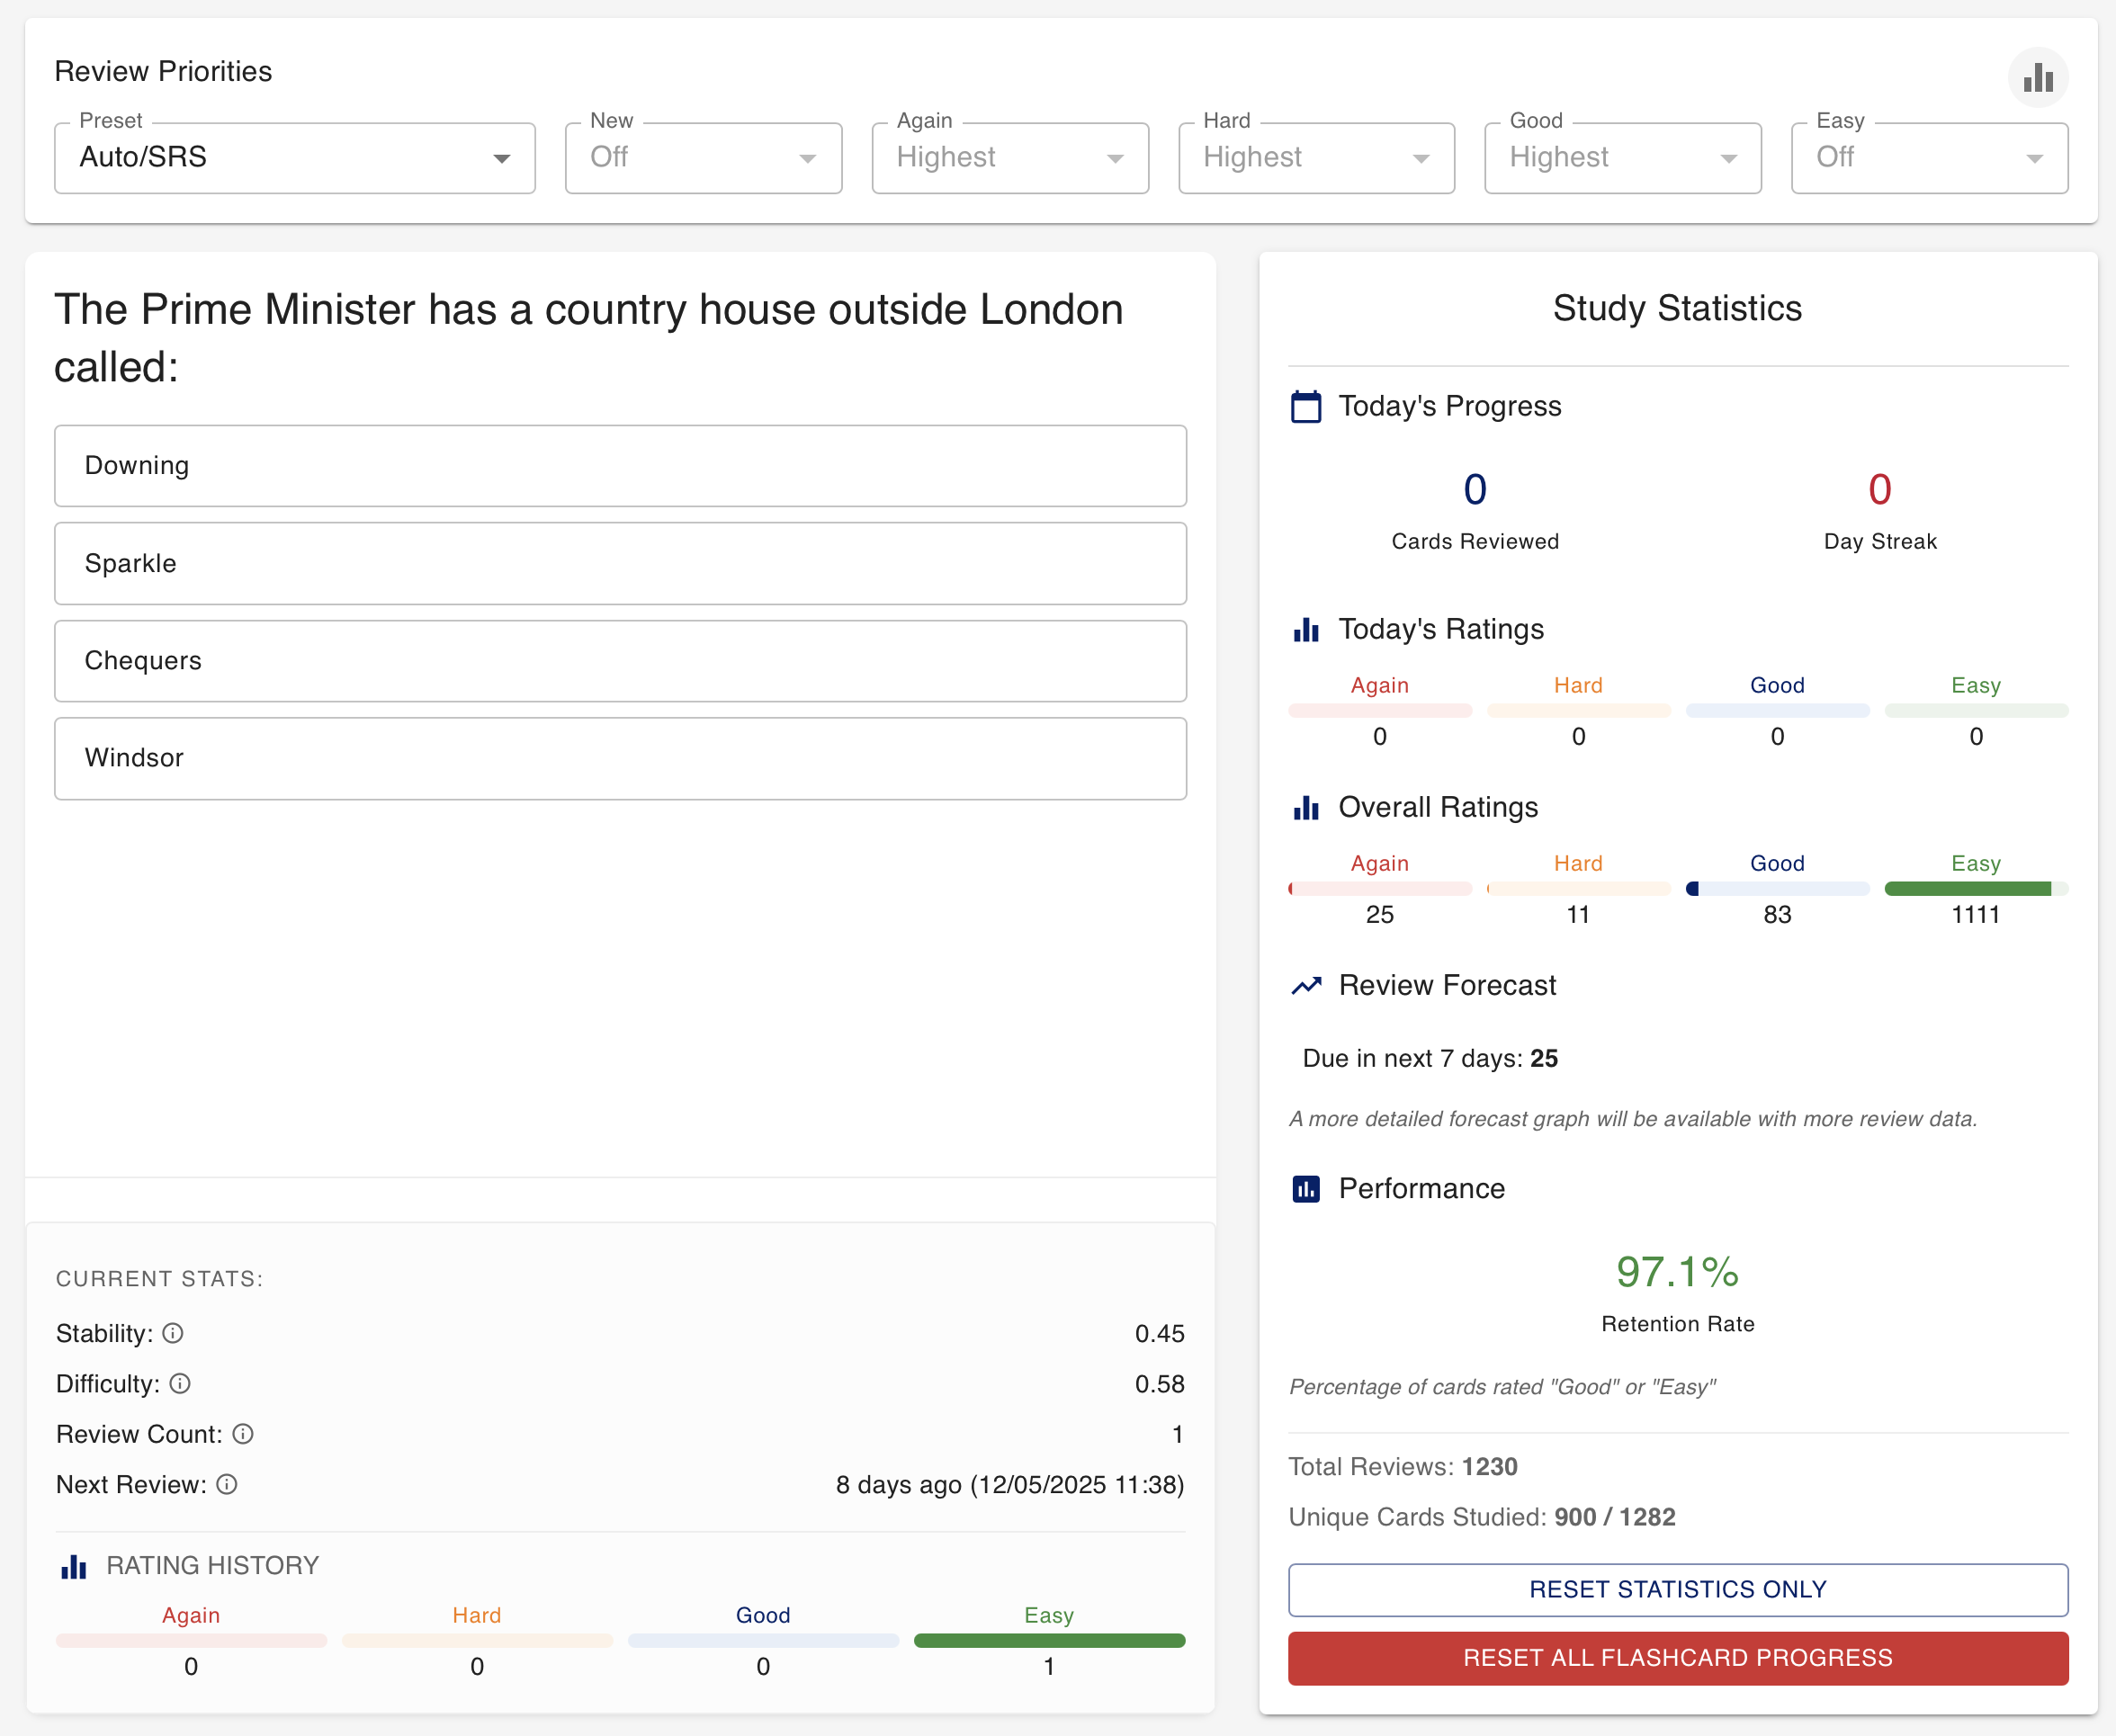 Review Priorities
Preset
Auto/SRS
New
Off
Again
Highest
Hard
Highest
Good
Highest
Easy
Off
The Prime Minister has a country house outside London
called:
Downing
Sparkle
Chequers
Windsor
CURRENT STATS:
Stability: 0.45
Difficulty: 0.58
Review Count: 1
Next Review: 8 days ago (12/05/2025 11:38)
RATING HISTORY
Again Hard Good Easy
0 0 0 1
Study Statistics
Today's Progress
0 0
Cards Reviewed Day Streak
Today's Ratings
Again Hard Good Easy
0 0 0 0
Overall Ratings
Again Hard Good Easy
25 11 83 1111
Review Forecast
Due in next 7 days: 25
A more detailed forecast graph will be available with more review data.
Performance
97.1%
Retention Rate
Percentage of cards rated "Good" or "Easy"
Total Reviews: 1230
Unique Cards Studied: 900 / 1282
RESET STATISTICS ONLY
RESET ALL FLASHCARD PROGRESS